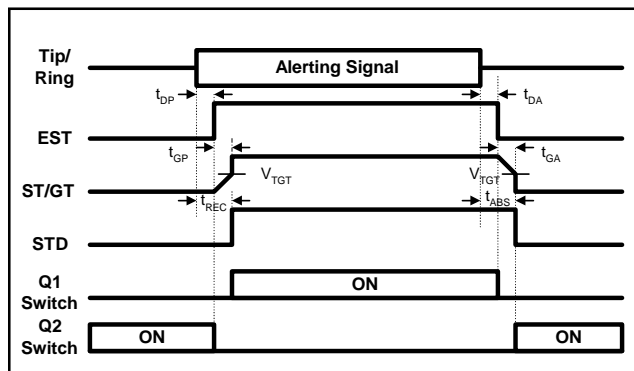 Tip/
Ring
Alerting Signal
tDP
tDA
EST
tGP
tGA
VTGT
VTGT
ST/GT
tREC
tABS
STD
Q1
Switch
ON
Q2
Switch
ON
ON